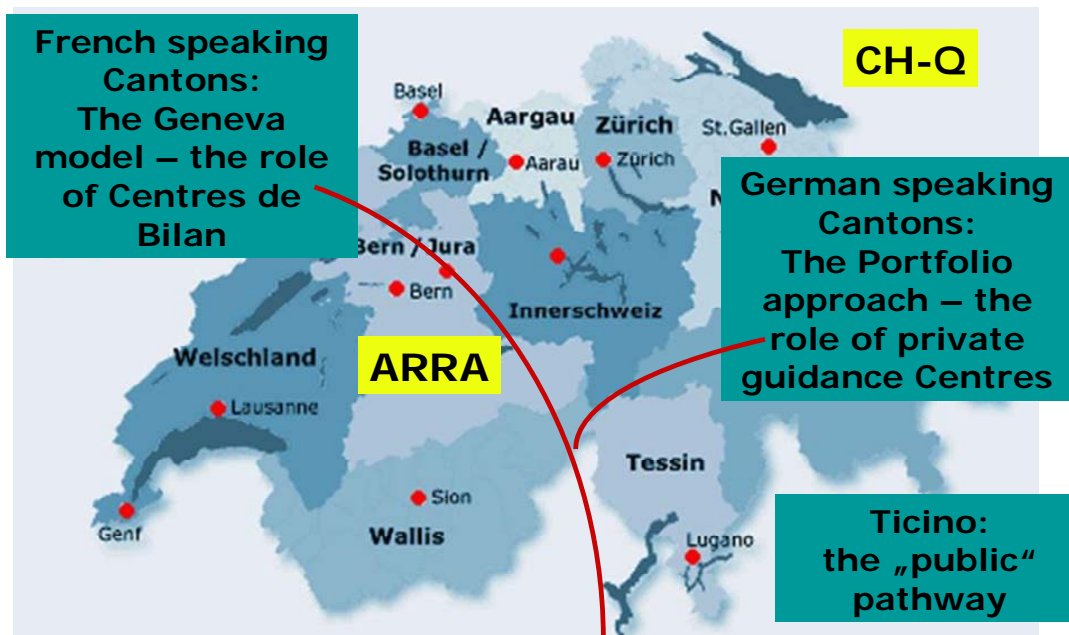 French speaking
Cantons:
The Geneva
model – the role
of Centres de
Bilan
CH-Q
Basel
Aargau
Zürich
St.Gallen
Basel /
Solothurn
Aarau
Zürich
N
German speaking
Cantons:
The Portfolio
approach – the
role of private
guidance Centres
Bern / Jura
Bern
Innerschweiz
Welschland
ARRA
Lausanne
Tessin
Sion
Genf
Wallis
Lugano
Ticino:
the „public“
pathway